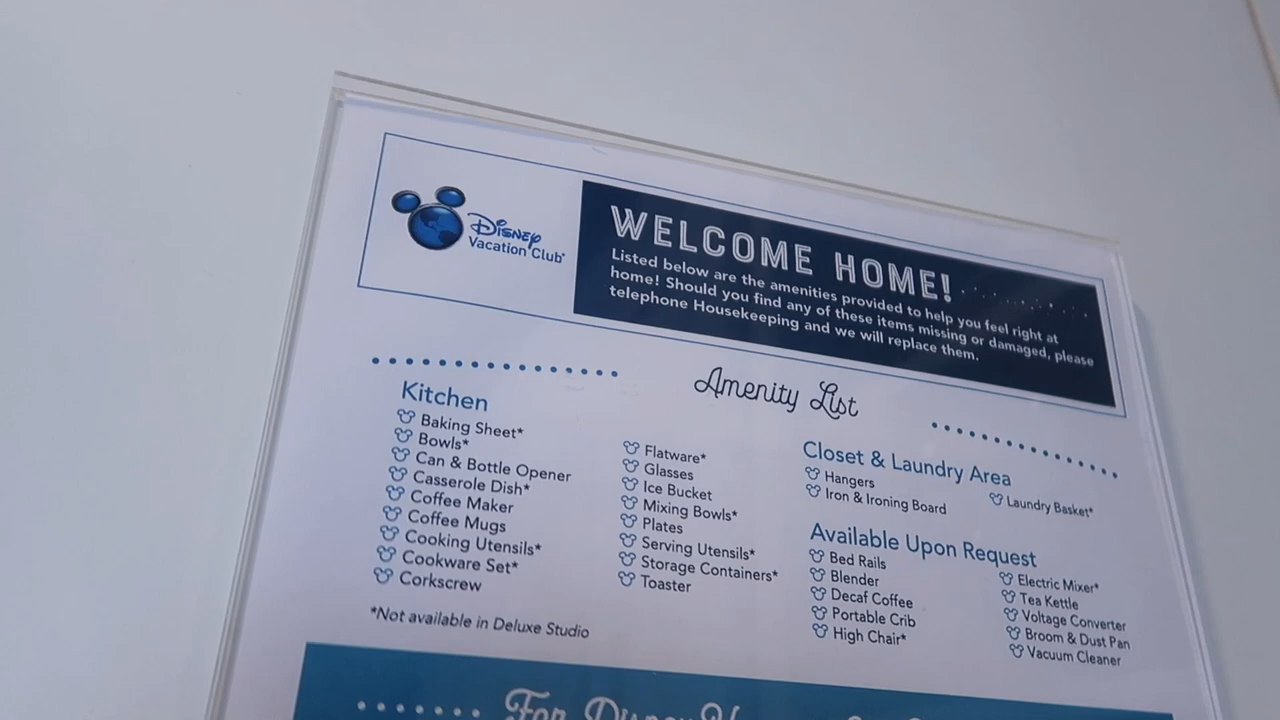 Disney
Vacation Club
WELCOME HOME!
Listed below are the amenities provided to help you feel right at
home! Should you find any of these items missing or damaged, please
telephone Housekeeping and we will replace them.
Amenity List
Kitchen
Baking Sheet*
Bowls*
Can & Bottle Opener
Casserole Dish*
Coffee Maker
Coffee Mugs
Cooking Utensils*
Cookware Set*
Corkscrew
Flatware*
Glasses
Ice Bucket
Mixing Bowls*
Plates
Serving Utensils*
Storage Containers*
Toaster
*Not available in Deluxe Studio
Closet & Laundry Area
Hangers
Iron & Ironing Board
Laundry Basket*
Available Upon Request
Bed Rails
Blender
Decaf Coffee
Portable Crib
High Chair*
Electric Mixer*
Tea Kettle
Voltage Converter
Broom & Dust Pan
Vacuum Cleaner
For Disney